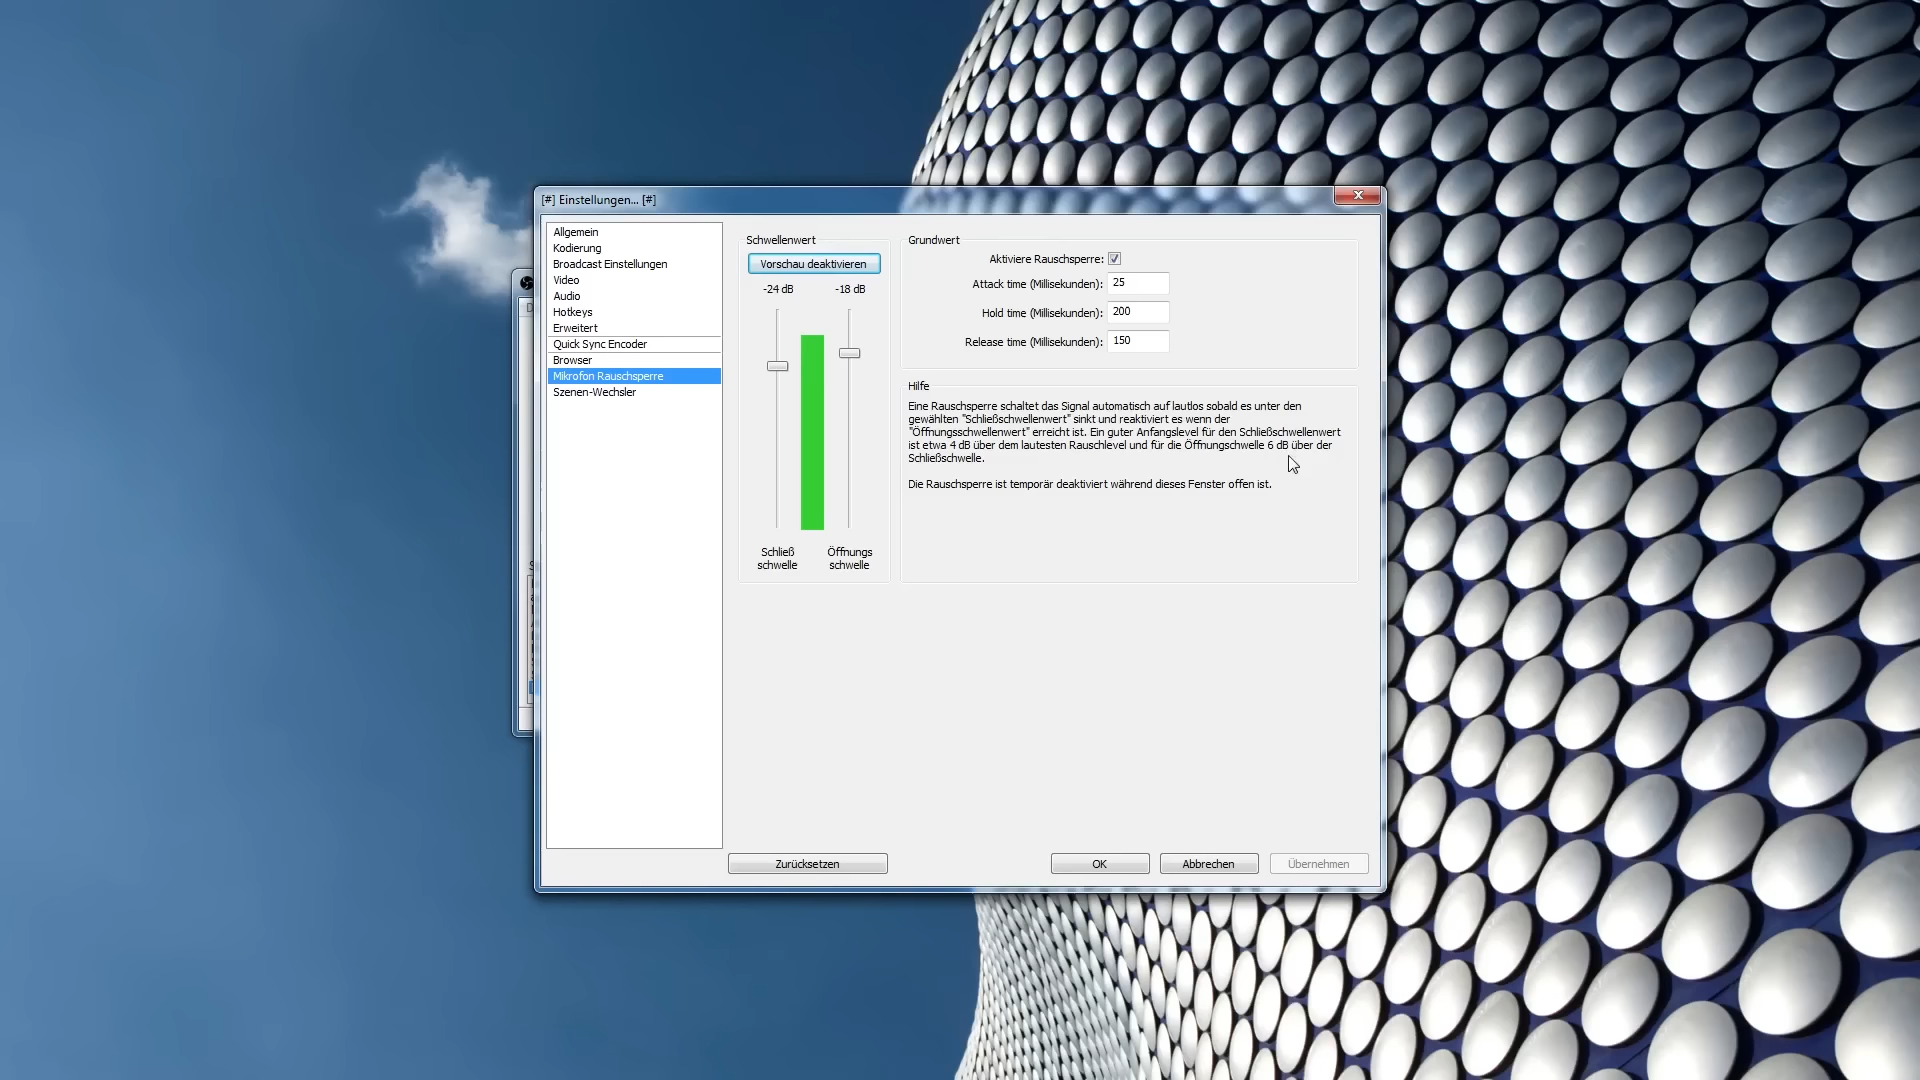 [#] Einstellungen... [#]
Allgemein
Kodierung
Broadcast Einstellungen
Video
Audio
Hotkeys
Erweitert
Quick Sync Encoder
Browser
Mikrofon Rauschsperre
Szenen-Wechsler
Schwellenwert
Vorschau deaktivieren
-24 dB
-18 dB
Schließ
schwelle
Öffnungs
schwelle
Grundwert
Aktiviere Rauschsperre:
Attack time (Millisekunden): 25
Hold time (Millisekunden): 200
Release time (Millisekunden): 150
Hilfe
Eine Rauschsperre schaltet das Signal automatisch auf lautlos sobald es unter den
gewählten "Schließschwellenwert" sinkt und reaktiviert es wenn der
"Öffnungsschwellenwert" erreicht ist. Ein guter Anfangslevel für den Schließschwellenwert
ist etwa 4 dB über dem lautesten Rauschlevel und für die Öffnungschwelle 6 dB über der
Schließschwelle.
Die Rauschsperre ist temporär deaktiviert während dieses Fenster offen ist.
Zurücksetzen
OK
Abbrechen
Übernehmen